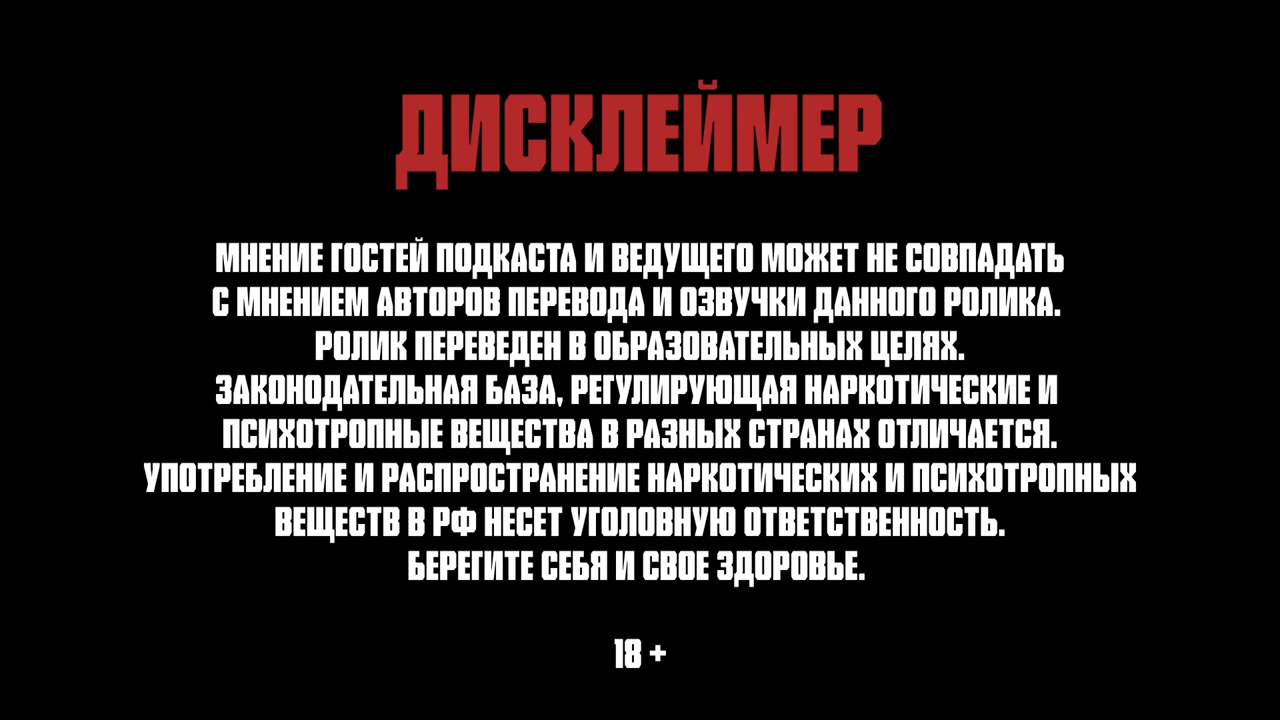 ДИСКЛЕЙМЕР
МНЕНИЕ ГОСТЕЙ ПОДКАСТА И ВЕДУЩЕГО МОЖЕТ НЕ СОВПАДАТЬ
С МНЕНИЕМ АВТОРОВ ПЕРЕВОДА И ОЗВУЧКИ ДАННОГО РОЛИКА.
РОЛИК ПЕРЕВЕДЕН В ОБРАЗОВАТЕЛЬНЫХ ЦЕЛЯХ.
ЗАКОНОДАТЕЛЬНАЯ БАЗА, РЕГУЛИРУЮЩАЯ НАРКОТИЧЕСКИЕ И
ПСИХОТРОПНЫЕ ВЕЩЕСТВА В РАЗНЫХ СТРАНАХ ОТЛИЧАЕТСЯ.
УПОТРЕБЛЕНИЕ И РАСПРОСТРАНЕНИЕ НАРКОТИЧЕСКИХ И ПСИХОТРОПНЫХ
ВЕЩЕСТВ В РФ НЕСЕТ УГОЛОВНУЮ ОТВЕТСТВЕННОСТЬ.
БЕРЕГИТЕ СЕБЯ И СВОЕ ЗДОРОВЬЕ.
18 +